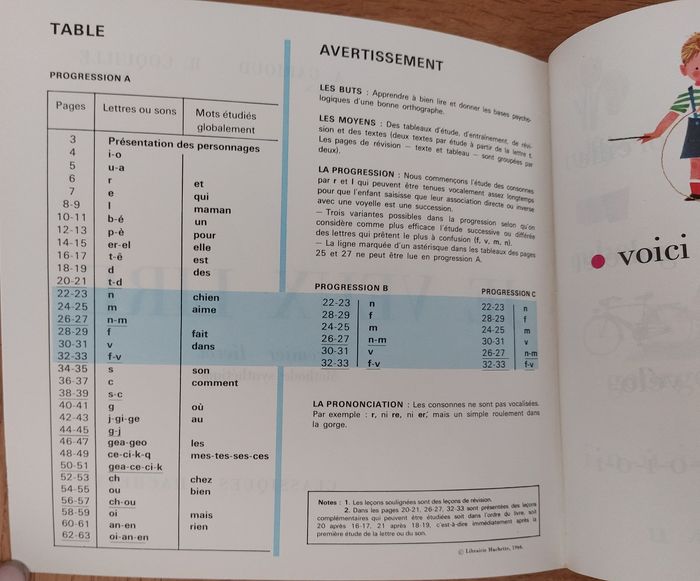 TABLE
PROGRESSION A
Pages Lettres ou sons Mots étudiés globalement
3 Présentation des personnages
4 i-o
5 u-a
6 r et
7 e qui
8-9 l maman
10-11 b-é un
12-13 p-è pour
14-15 er-el elle
16-17 t-ê est
18-19 d des
20-21 t-d
22-23 n chien
24-25 m aime
26-27 n-m
28-29 f fait
30-31 v dans
32-33 f-v
34-35 s son
36-37 c comment
38-39 s-c
40-41 g où
42-43 j-gi-ge au
44-45 g-j
46-47 gea-geo les
48-49 ce-ci-k-q mes-tes-ses-ces
50-51 gea-ce-ci-k
52-53 ch chez
54-55 ou bien
56-57 ch-ou
58-59 oi mais
60-61 an-en rien
62-63 oi-an-en
AVERTISSEMENT
LES BUTS : Apprendre à bien lire et donner les bases psycho-
logiques d'une bonne orthographe.
LES MOYENS : Des tableaux d'étude, d'entraînement, de révi-
sion et des textes (deux textes par étude à partir de la lettre t.
Les pages de révision – texte et tableau – sont groupées par
deux).
LA PROGRESSION : Nous commençons l'étude des consonnes
par r et l qui peuvent être tenues vocalement assez longtemps
pour que l'enfant saisisse que leur association directe ou inverse
avec une voyelle est une succession.
– Trois variantes possibles dans la progression selon qu'on
considère comme plus efficace l'étude successive ou différée
des lettres qui prêtent le plus à confusion (f, v, m, n).
– La ligne marquée d'un astérisque dans les tableaux des pages
25 et 27 ne peut être lue en progression A.
PROGRESSION B
22-23 n
28-29 f
24-25 m
26-27 n-m
30-31 v
32-33 f-v
PROGRESSION C
22-23 n
28-29 f
24-25 m
30-31 v
26-27 n-m
32-33 f-v
LA PRONONCIATION : Les consonnes ne sont pas vocalisées.
Par exemple : r, ni re, ni er, mais un simple roulement dans
la gorge.
Notes : 1. Les leçons soulignées sont des leçons de révision.
2. Dans les pages 20-21, 26-27, 32-33 sont présentées des leçons
complémentaires qui peuvent être étudiées soit dans l'ordre du livre, soit
20 après 16-17, 21 après 18-19, c'est-à-dire immédiatement après la
première étude de la lettre ou du son.
© Librairie Hachette, 1966.
voici